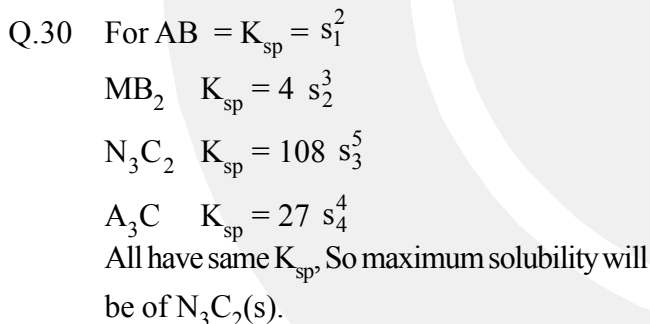 Q.30 For AB = K_sp = s_1^2
MB_2 K_sp = 4 s_2^3
N_3C_2 K_sp = 108 s_3^5
A_3C K_sp = 27 s_4^4
All have same K_sp, So maximum solubility will
be of N_3C_2(s).